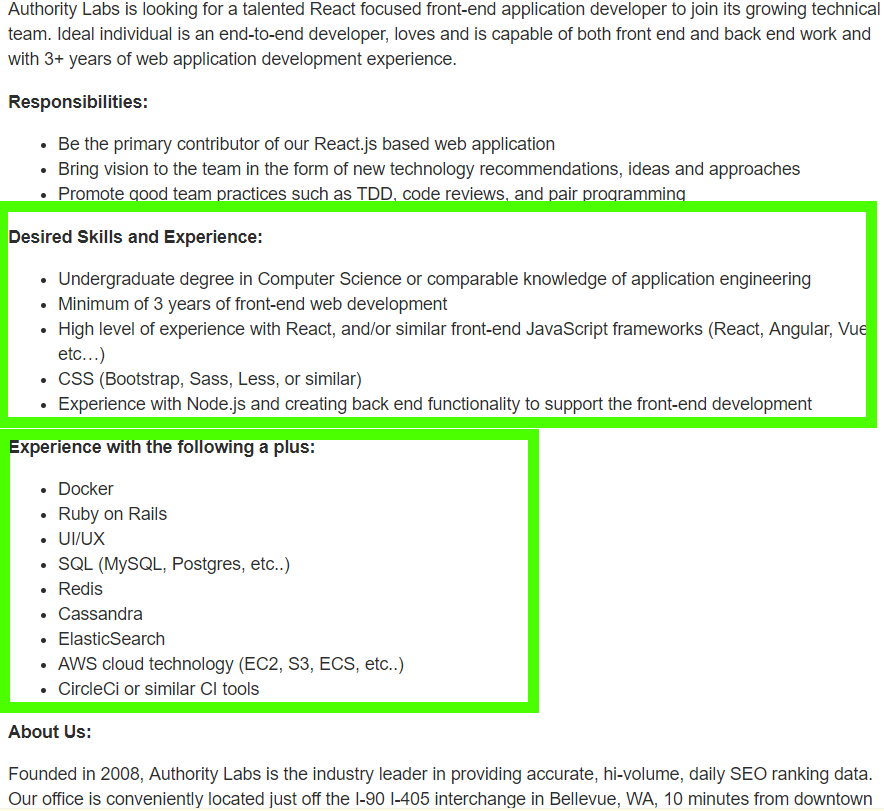 Authority Labs is looking for a talented React focused front-end application developer to join its growing technical
team. Ideal individual is an end-to-end developer, loves and is capable of both front end and back end work and
with 3+ years of web application development experience.
Responsibilities:
• Be the primary contributor of our React.js based web application
• Bring vision to the team in the form of new technology recommendations, ideas and approaches
• Promote good team practices such as TDD, code reviews, and pair programming
Desired Skills and Experience:
• Undergraduate degree in Computer Science or comparable knowledge of application engineering
• Minimum of 3 years of front-end web development
• High level of experience with React, and/or similar front-end JavaScript frameworks (React, Angular, Vue
etc…)
• CSS (Bootstrap, Sass, Less, or similar)
• Experience with Node.js and creating back end functionality to support the front-end development
Experience with the following a plus:
• Docker
• Ruby on Rails
• UI/UX
• SQL (MySQL, Postgres, etc..)
• Redis
• Cassandra
• ElasticSearch
• AWS cloud technology (EC2, S3, ECS, etc..)
• CircleCi or similar CI tools
About Us:
Founded in 2008, Authority Labs is the industry leader in providing accurate, hi-volume, daily SEO ranking data.
Our office is conveniently located just off the I-90 I-405 interchange in Bellevue, WA, 10 minutes from downtown